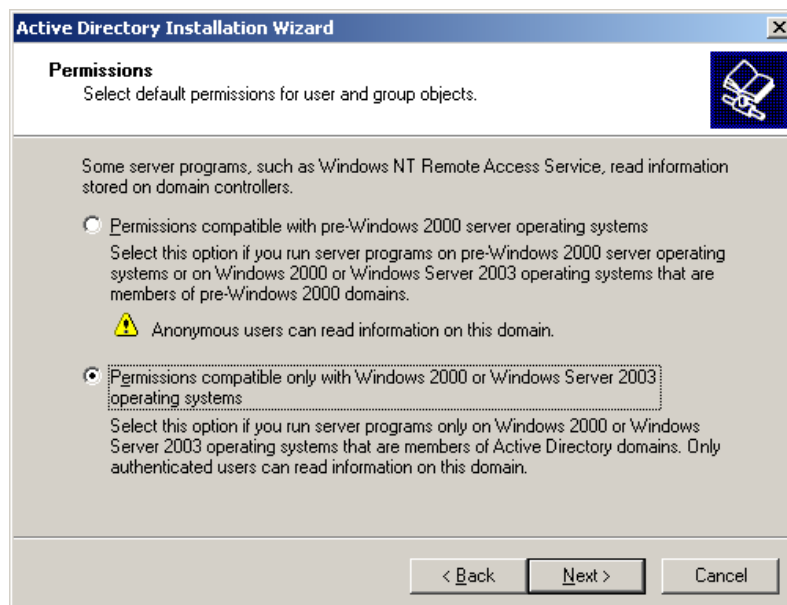 Active Directory Installation Wizard
Permissions
Select default permissions for user and group objects.
Some server programs, such as Windows NT Remote Access Service, read information
stored on domain controllers.
Permissions compatible with pre-Windows 2000 server operating systems
Select this option if you run server programs on pre-Windows 2000 server operating
systems or on Windows 2000 or Windows Server 2003 operating systems that are
members of pre-Windows 2000 domains.
Anonymous users can read information on this domain.
Permissions compatible only with Windows 2000 or Windows Server 2003
operating systems
Select this option if you run server programs only on Windows 2000 or Windows
Server 2003 operating systems that are members of Active Directory domains. Only
authenticated users can read information on this domain.
< Back
Next >
Cancel